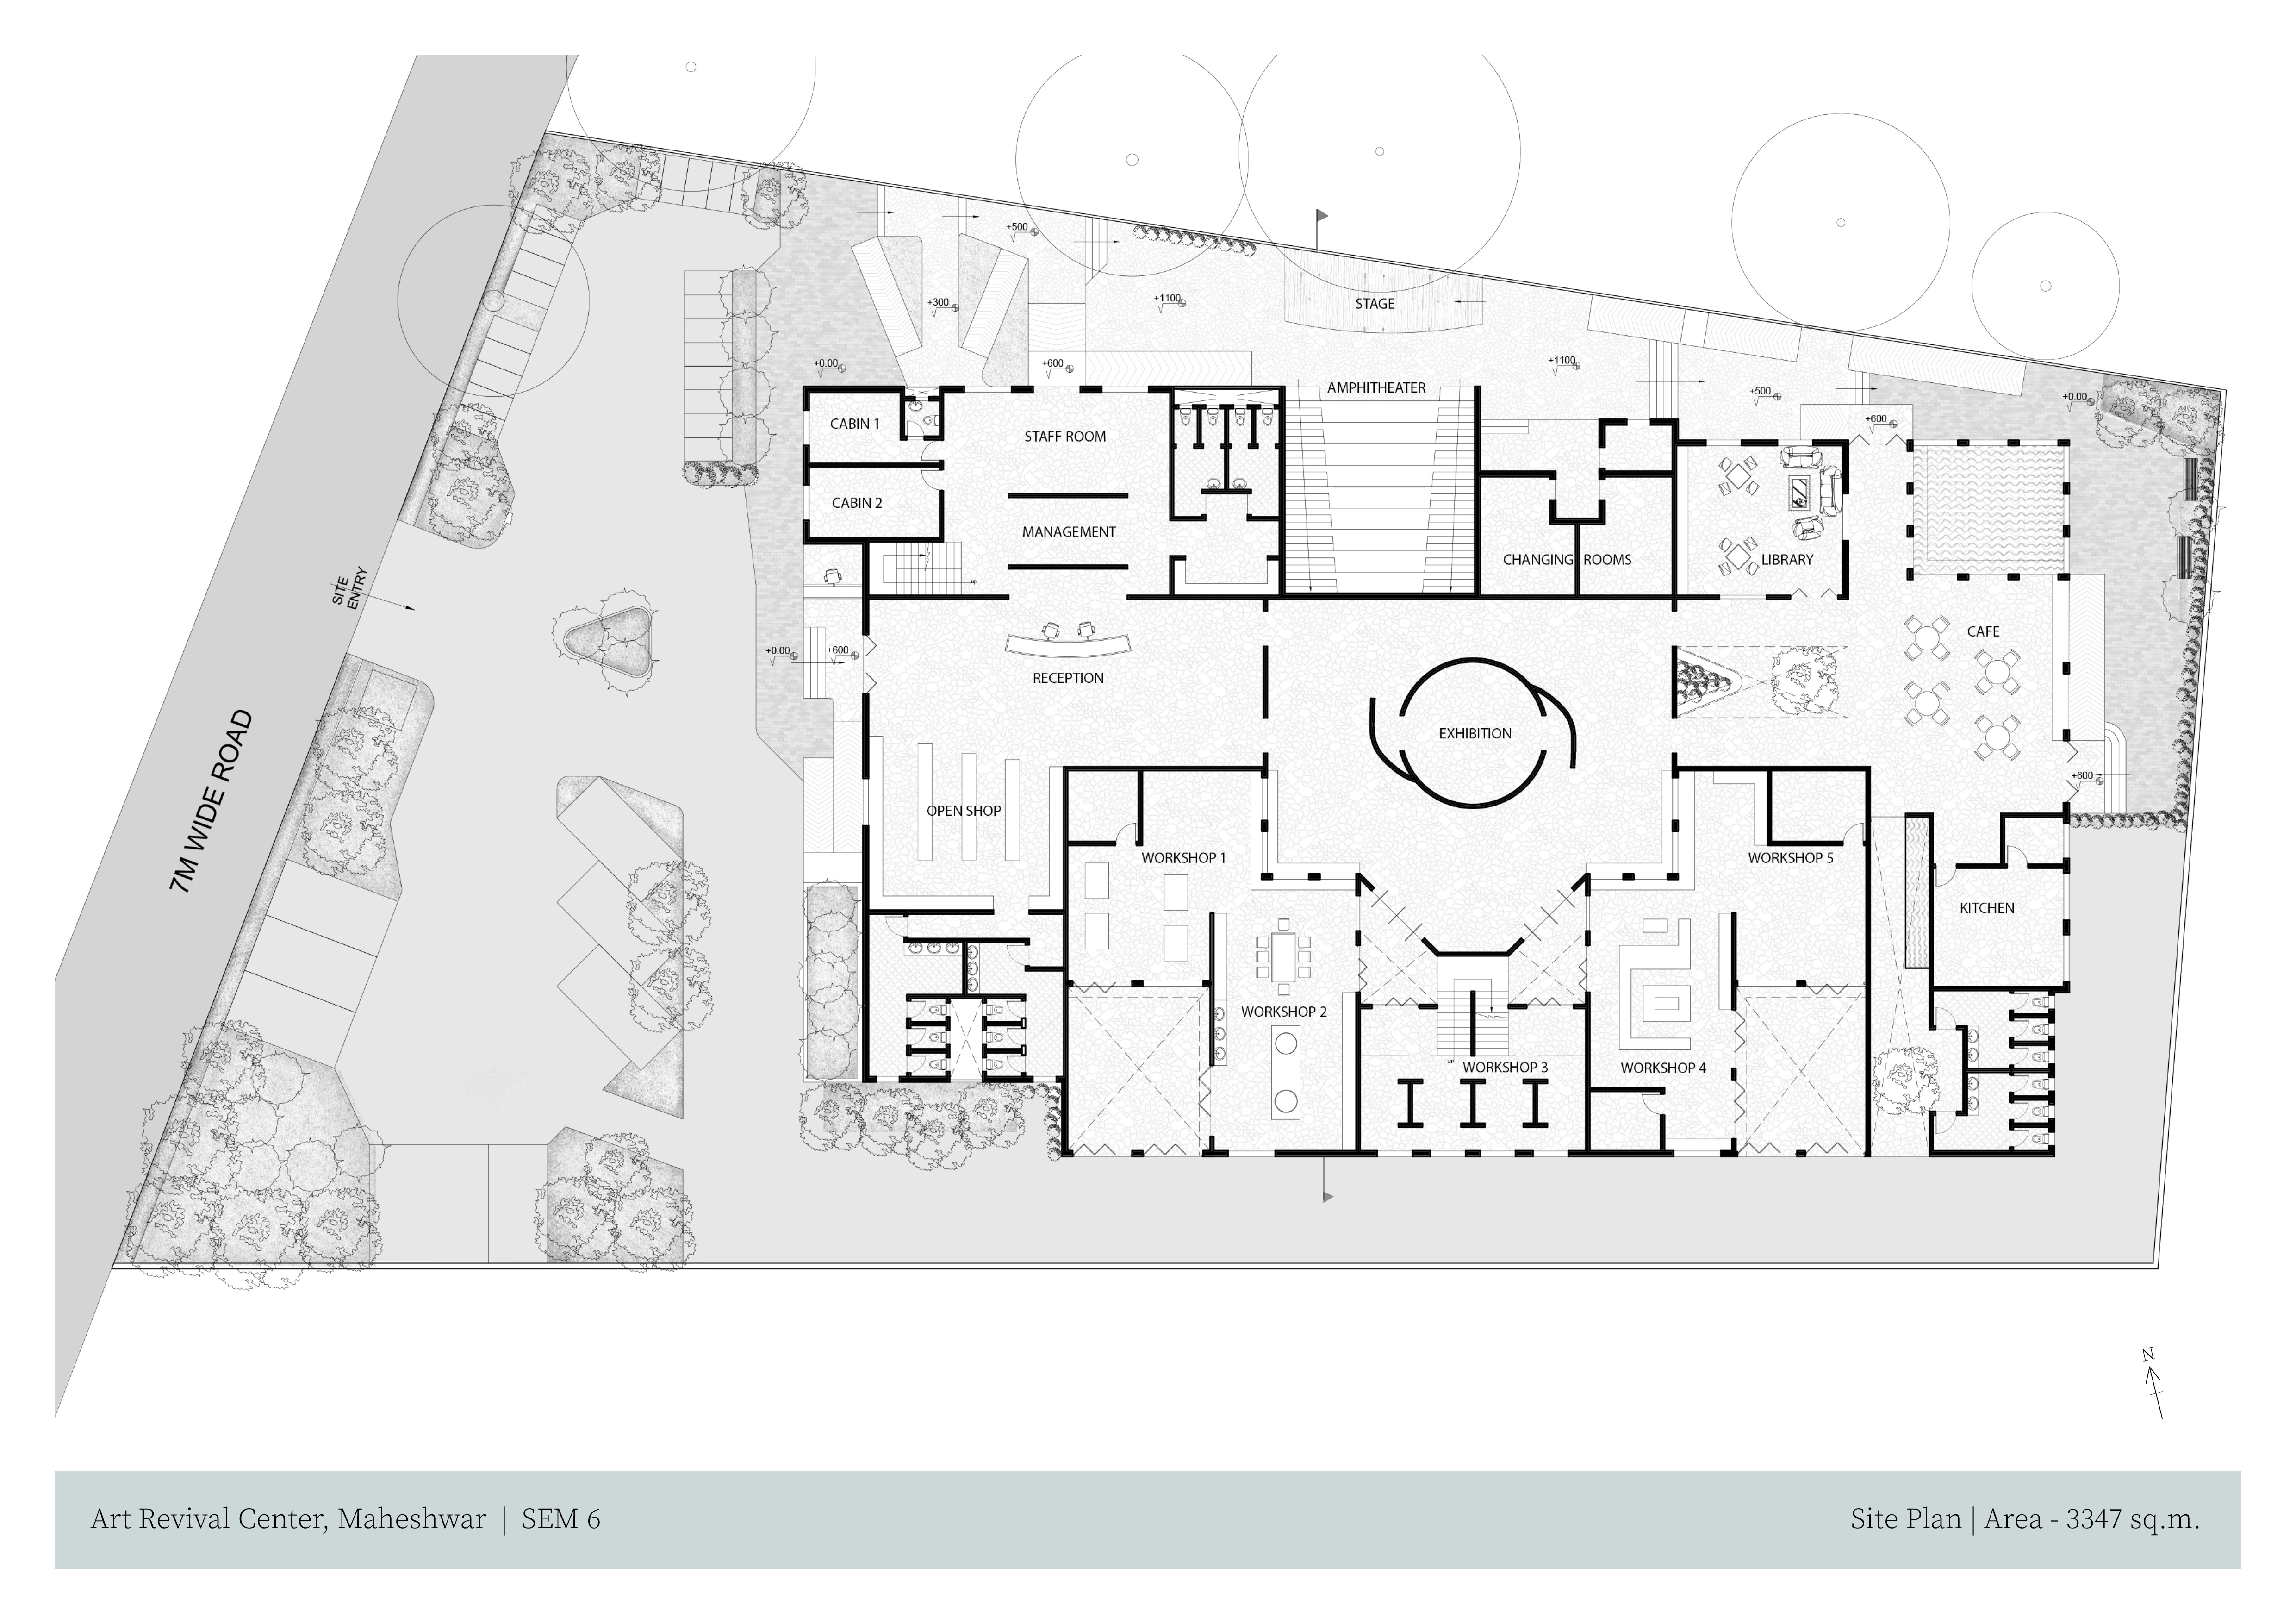 +500
+300
+1100
STAGE
+0.00
+600
+1100
+500
+0.00
+600
AMPHITHEATER
CABIN 1
STAFF ROOM
CABIN 2
MANAGEMENT
CHANGING ROOMS
LIBRARY
UP
SITE
ENTRY
CAFE
+0.00
+600
RECEPTION
EXHIBITION
7M WIDE ROAD
+600
OPEN SHOP
WORKSHOP 1
WORKSHOP 5
KITCHEN
WORKSHOP 2
UP
WORKSHOP 3
WORKSHOP 4
N
Art Revival Center, Maheshwar | SEM 6
Site Plan | Area - 3347 sq.m.